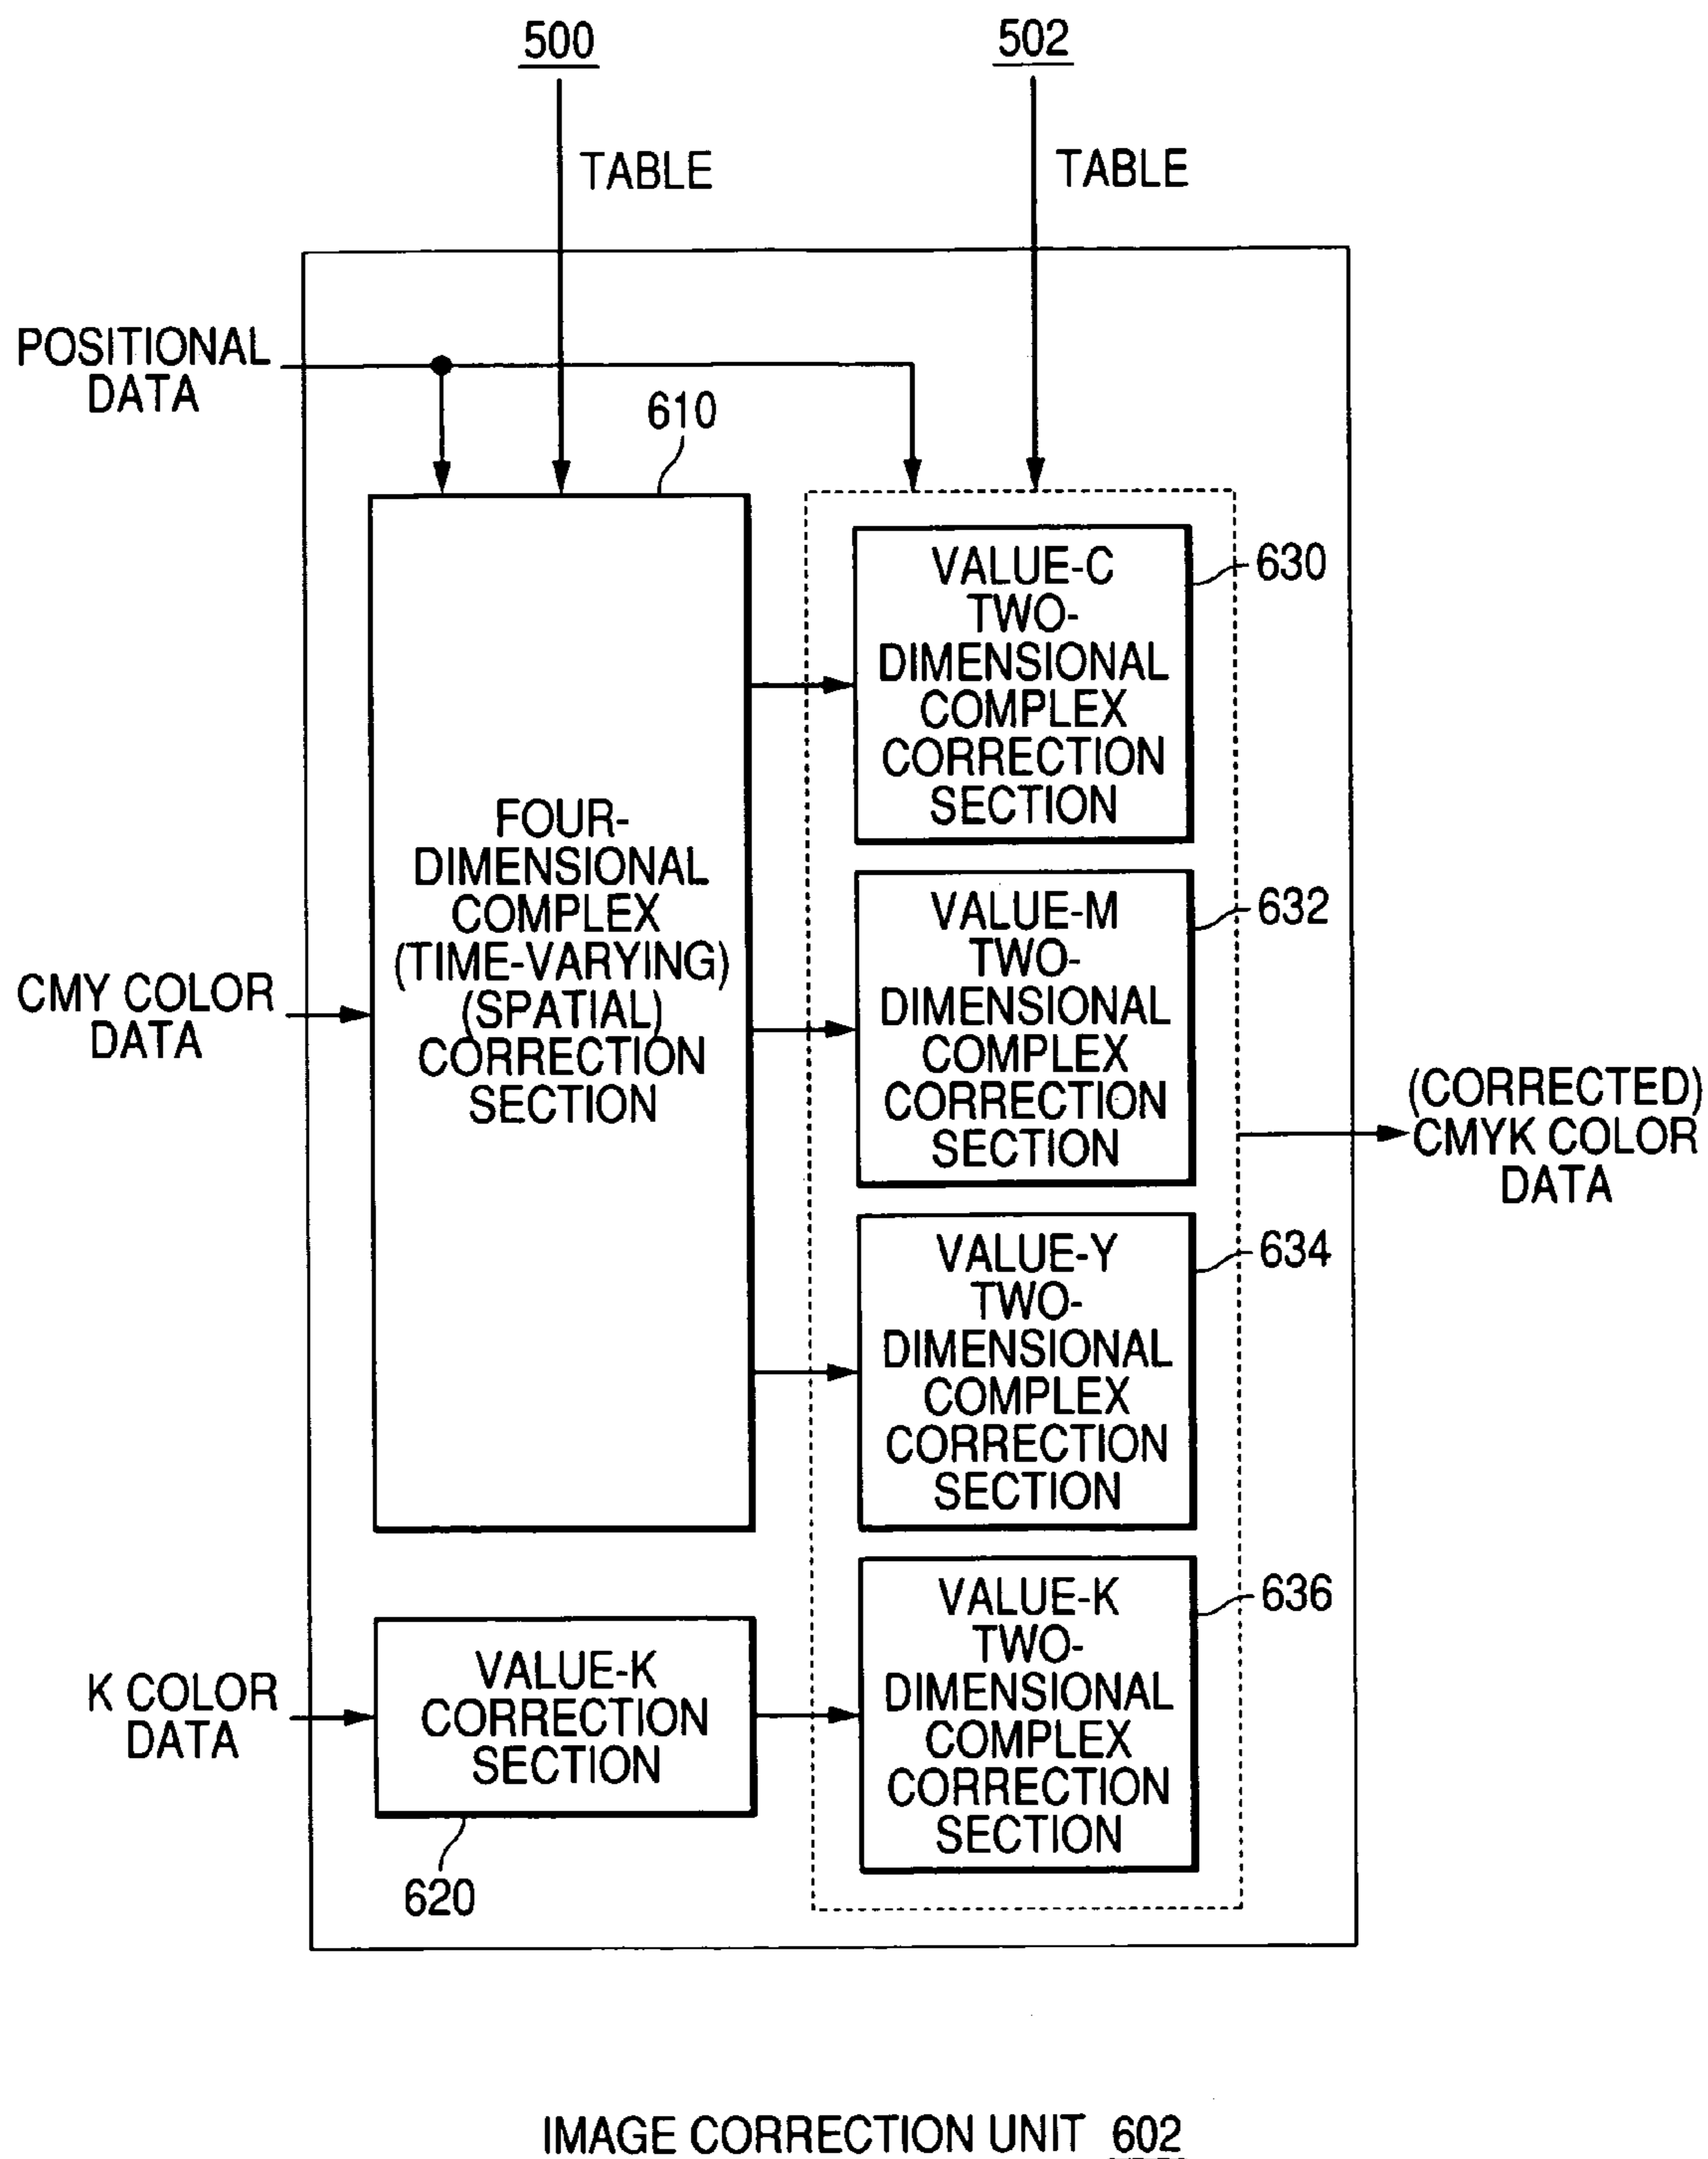 500
502
TABLE
TABLE
POSITIONAL
DATA
610
VALUE-C
TWO-
DIMENSIONAL
COMPLEX
CORRECTION
SECTION
630
FOUR-
DIMENSIONAL
COMPLEX
(TIME-VARYING)
(SPATIAL)
CORRECTION
SECTION
VALUE-M
TWO-
DIMENSIONAL
COMPLEX
CORRECTION
SECTION
632
CMY COLOR
DATA
(CORRECTED)
CMYK COLOR
DATA
VALUE-Y
TWO-
DIMENSIONAL
COMPLEX
CORRECTION
SECTION
634
K COLOR
DATA
VALUE-K
CORRECTION
SECTION
620
VALUE-K
TWO-
DIMENSIONAL
COMPLEX
CORRECTION
SECTION
636
IMAGE CORRECTION UNIT 602